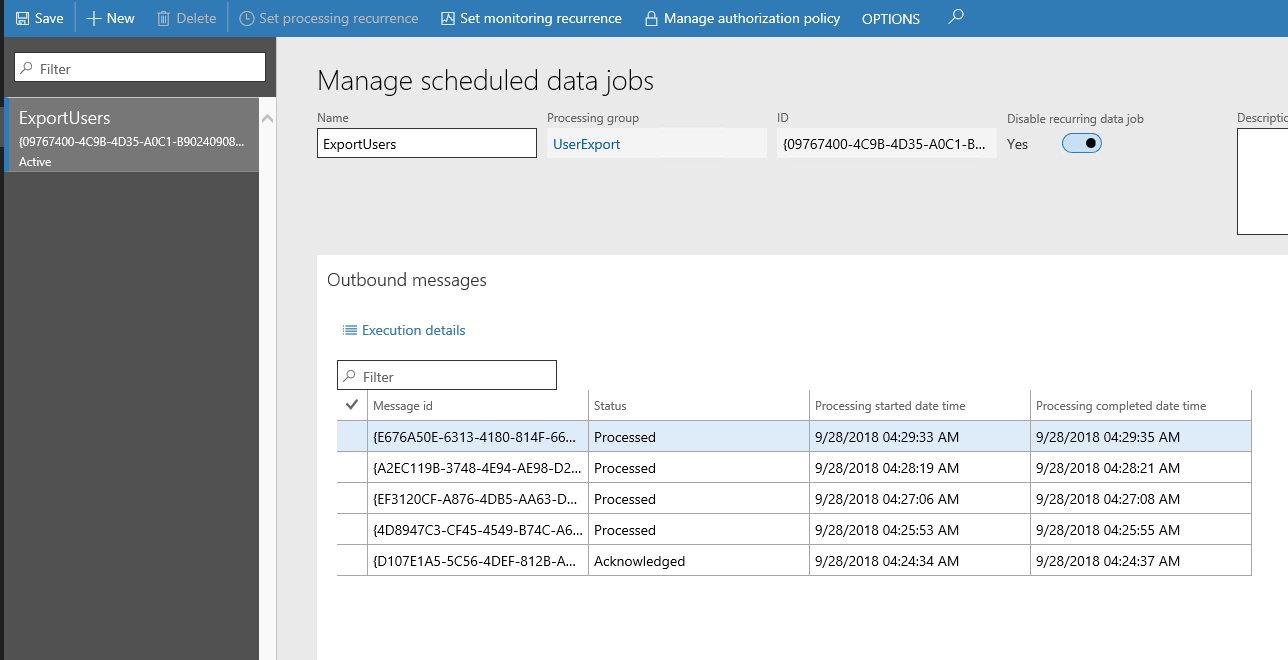 Save New Delete Set processing recurrence Set monitoring recurrence Manage authorization policy OPTIONS
Filter
ExportUsers
{09767400-4C9B-4D35-A0C1-B90240908...
Active
Manage scheduled data jobs
Name Processing group ID Disable recurring data job Descriptio
ExportUsers UserExport {09767400-4C9B-4D35-A0C1-B... Yes
Outbound messages
Execution details
Filter
Message id Status Processing started date time Processing completed date time
{E676A50E-6313-4180-814F-66... Processed 9/28/2018 04:29:33 AM 9/28/2018 04:29:35 AM
{A2EC119B-3748-4E94-AE98-D2... Processed 9/28/2018 04:28:19 AM 9/28/2018 04:28:21 AM
{EF3120CF-A876-4DB5-AA63-D... Processed 9/28/2018 04:27:06 AM 9/28/2018 04:27:08 AM
{4D8947C3-CF45-4549-B74C-A6... Processed 9/28/2018 04:25:53 AM 9/28/2018 04:25:55 AM
{D107E1A5-5C56-4DEF-812B-A... Acknowledged 9/28/2018 04:24:34 AM 9/28/2018 04:24:37 AM